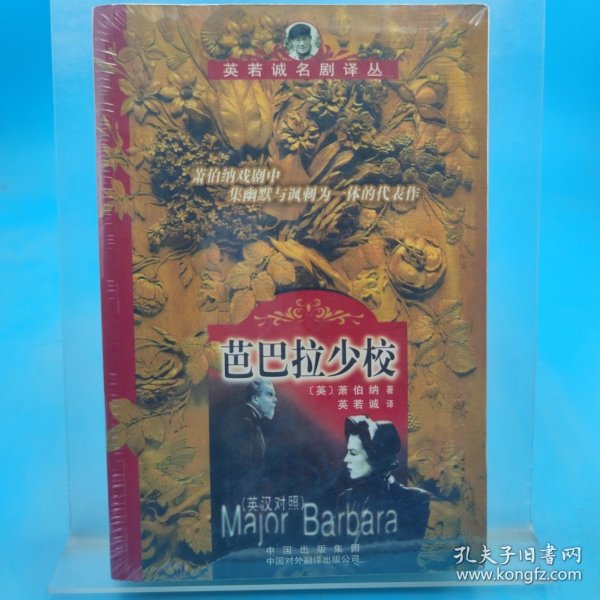 英若诚名剧译丛
萧伯纳戏剧中
集幽默与讽刺为一体的代表作
芭巴拉少校
〔英〕萧伯纳 著
英若诚 译
(英汉对照)
Major Barbara
中国出版集团
中国对外翻译出版公司
孔夫子旧书网
www.kongfz.com